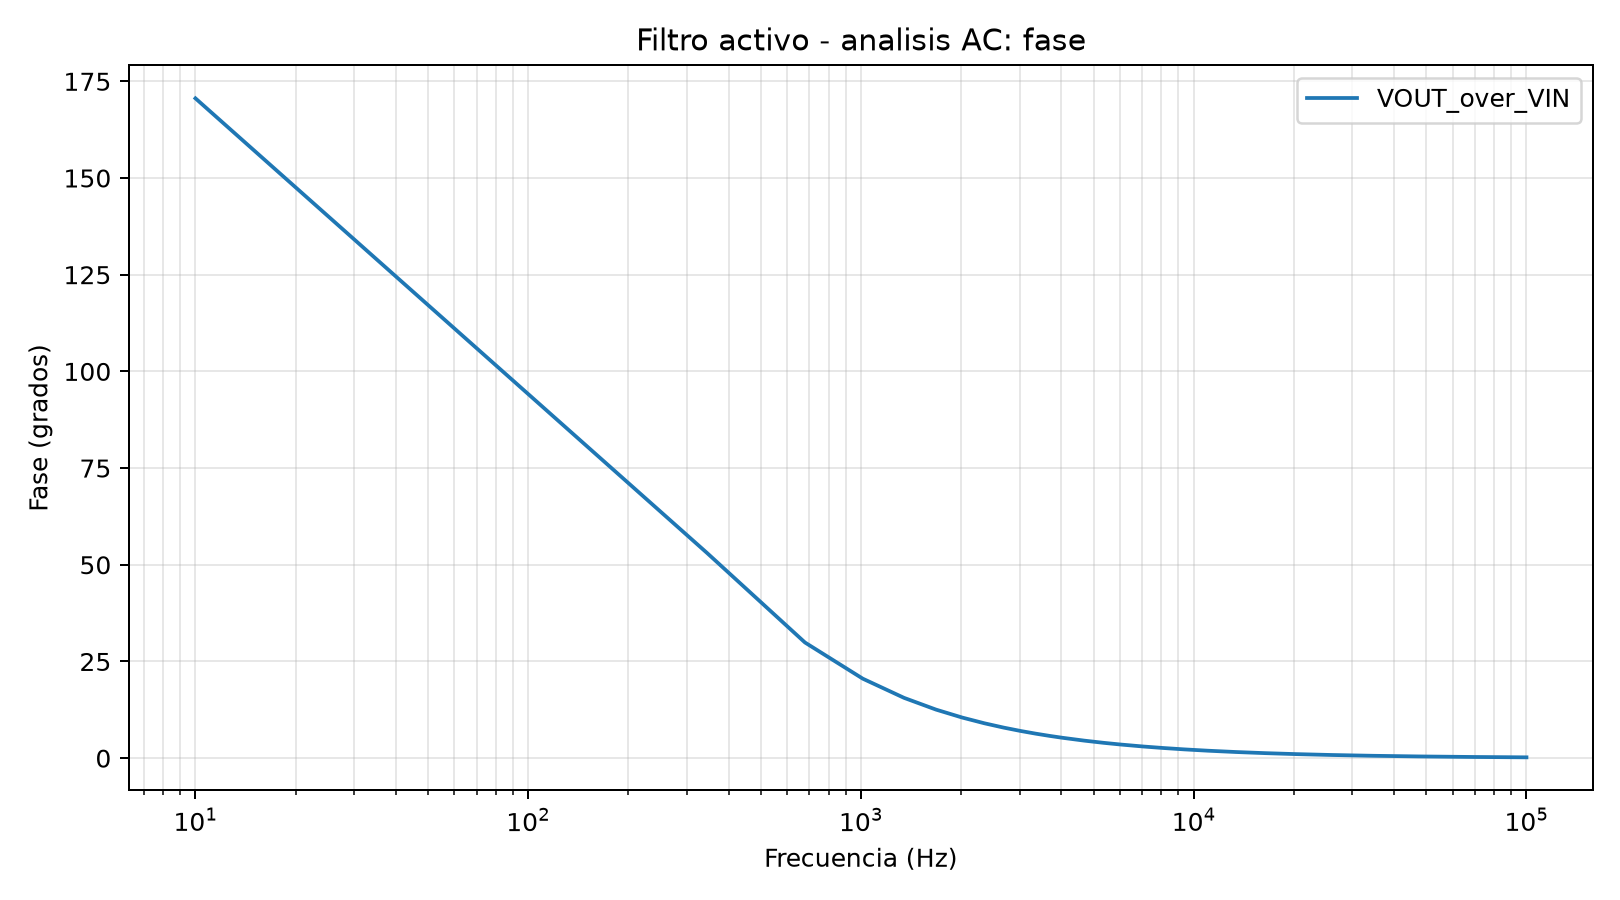 Filtro activo - analisis AC: fase
VOUT_over_VIN
Fase (grados)
175
150
125
100
75
50
25
0
10¹ 10² 10³ 10⁴ 10⁵
Frecuencia (Hz)